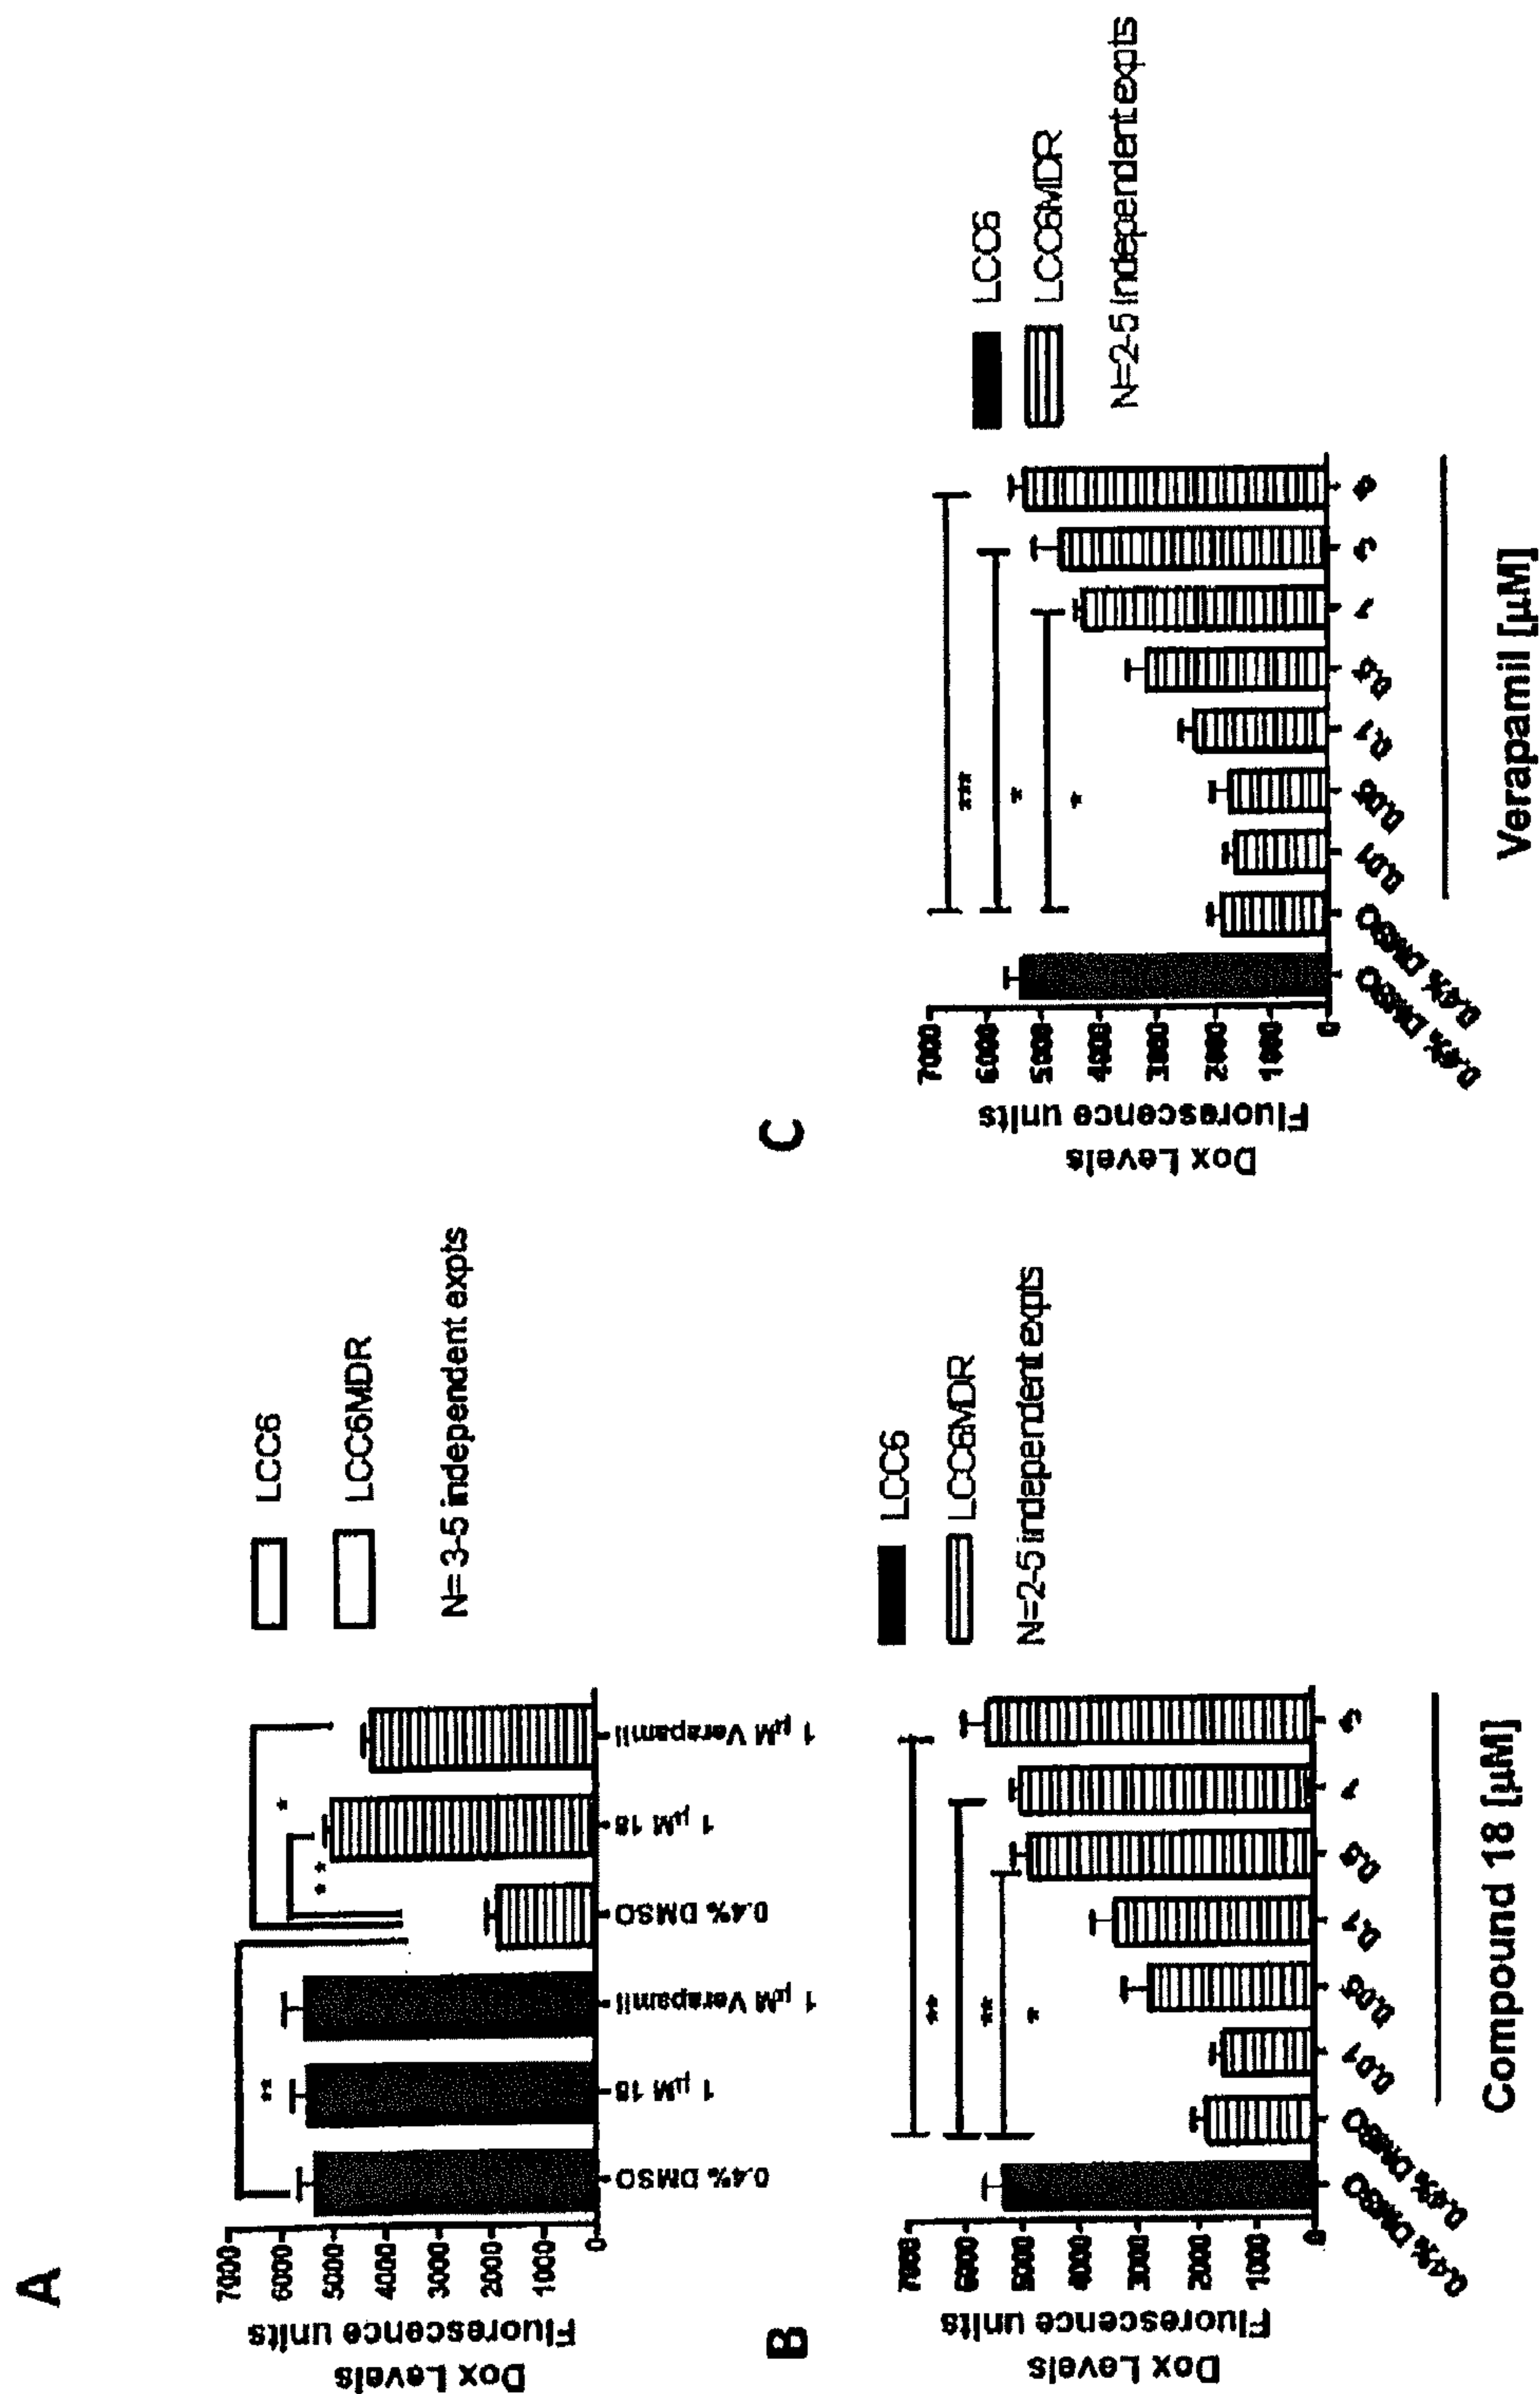 A
Dox Levels
Fluorescence units
7000
6000
5000
4000
3000
2000
1000
0
**
* *
*
0.4% DMSO
1 µM 18
1 µM Verapamil
0.4% DMSO
1 µM 18
1 µM Verapamil
LCC6
LCC6MDR
N= 3-5 independent expts
B
Dox Levels
Fluorescence units
7000
6000
5000
4000
3000
2000
1000
0
**
**
*
0.4% DMSO
0.4% DMSO
0.01
0.05
0.1
0.5
1
Compound 18 [µM]
LCC6
LCC6MDR
N=2-5 independent expts
C
Dox Levels
Fluorescence units
7000
6000
5000
4000
3000
2000
1000
0
***
*
*
0.4% DMSO
0.4% DMSO
0.01
0.05
0.1
0.5
1
Verapamil [µM]
LCC6
LCC6MDR
N=2-5 independent expts